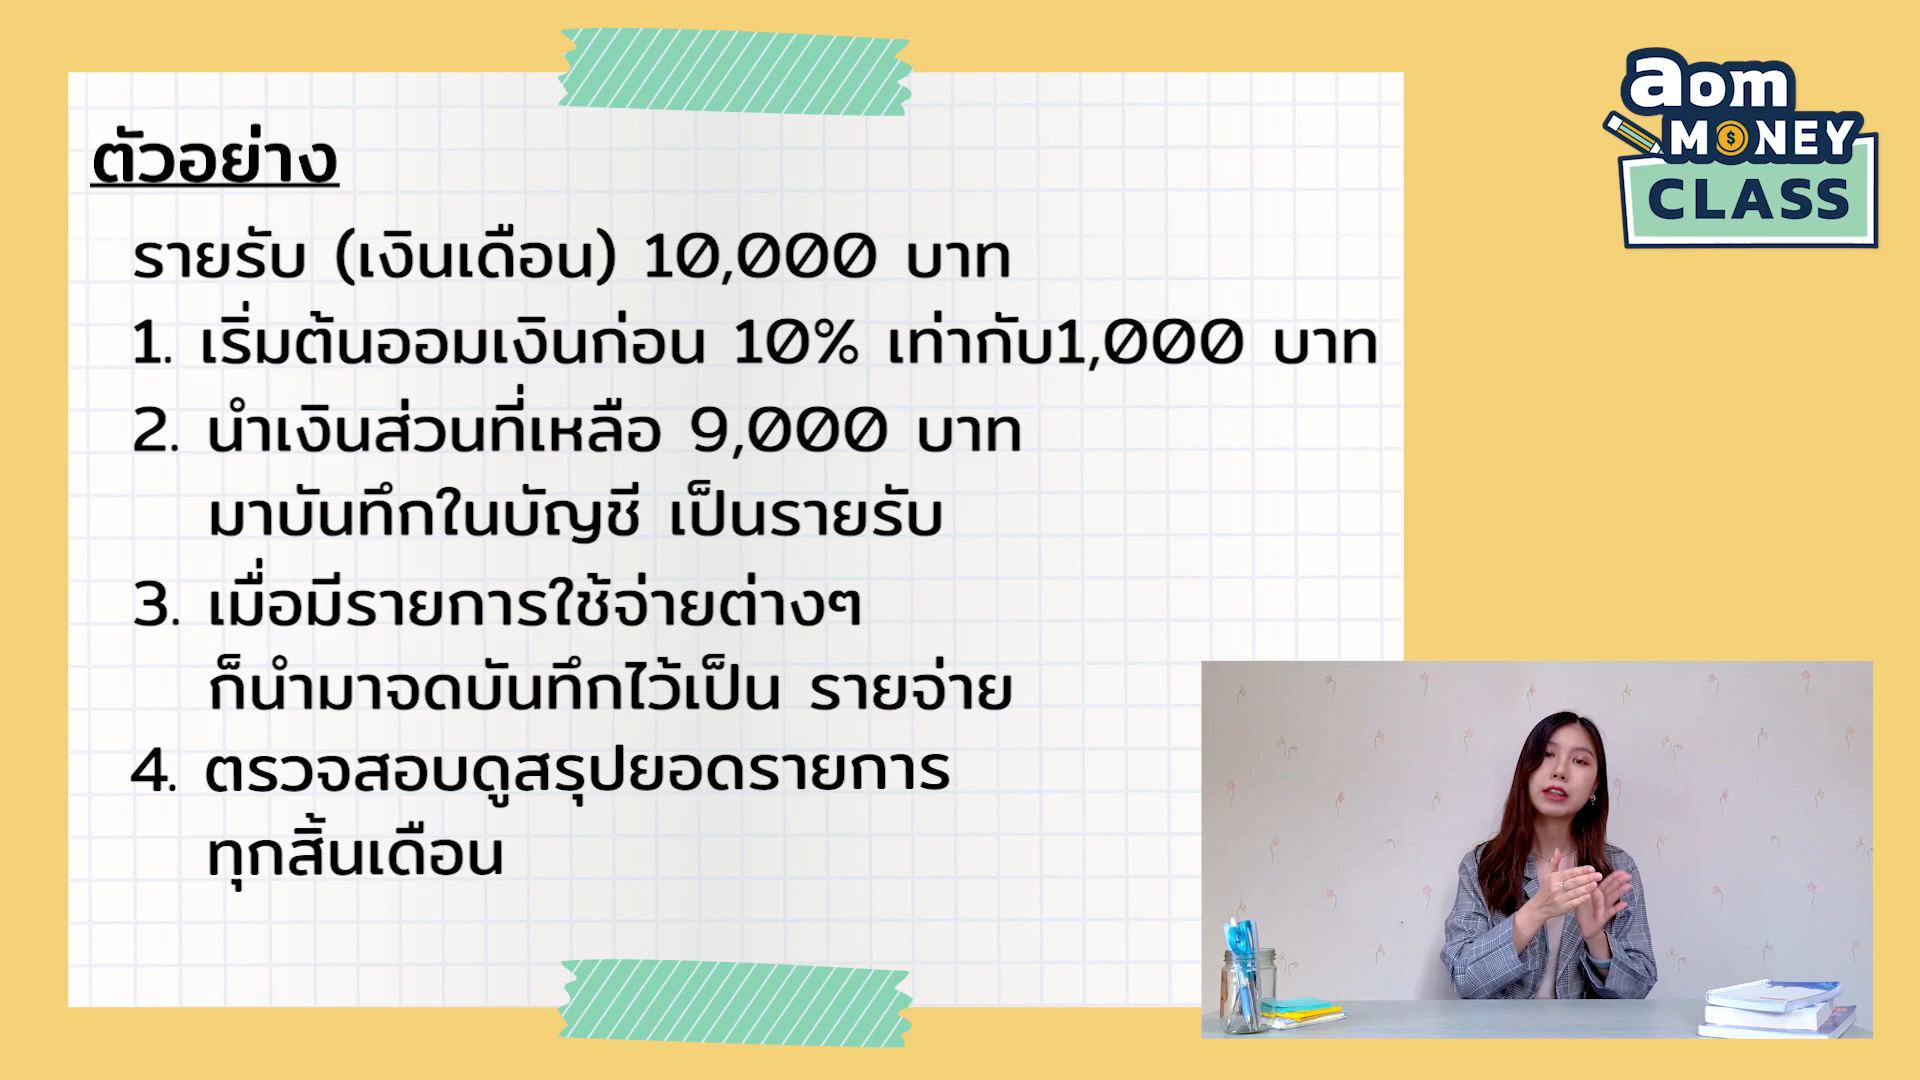 ตัวอย่าง
รายรับ (เงินเดือน) 10,000 บาท
1. เริ่มต้นออมเงินก่อน 10% เท่ากับ1,000 บาท
2. นำเงินส่วนที่เหลือ 9,000 บาท
มาบันทึกในบัญชี เป็นรายรับ
3. เมื่อมีรายการใช้จ่ายต่างๆ
ก็นำมาจดบันทึกไว้เป็น รายจ่าย
4. ตรวจสอบดูสรุปยอดรายการ
ทุกสิ้นเดือน
aom
MONEY
CLASS